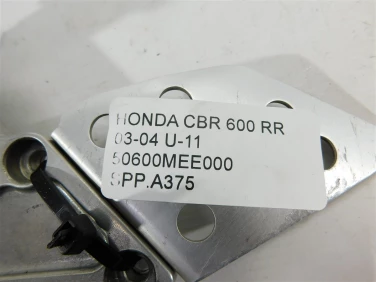 HONDA CBR 600 RR
03-04 U-11
50600MEE000
SPP.A375